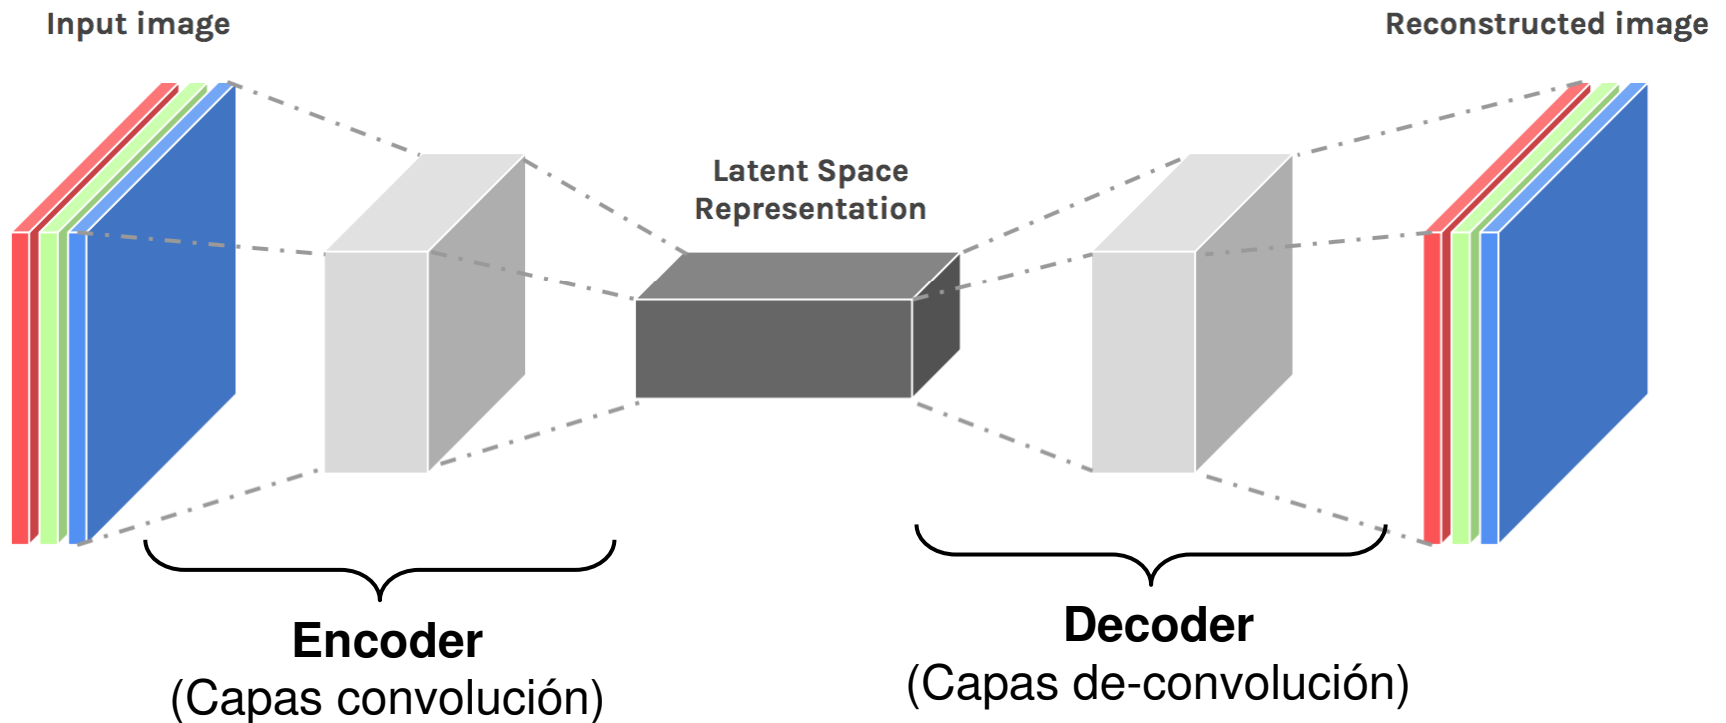 Input image
Reconstructed image
Latent Space
Representation
Encoder
(Capas convolución)
Decoder
(Capas de-convolución)